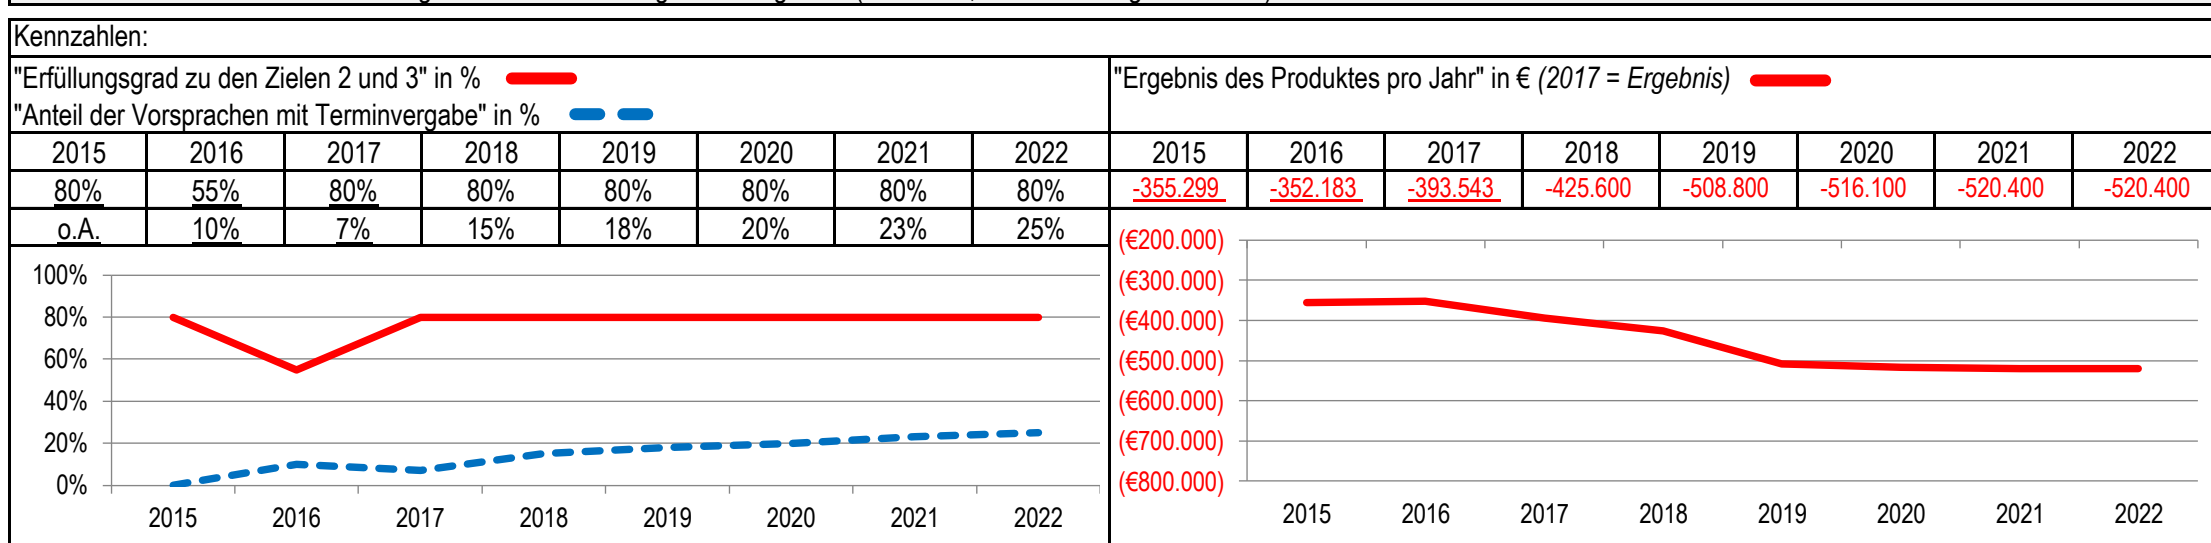 Kennzahlen:
"Erfüllungsgrad zu den Zielen 2 und 3" in %
"Anteil der Vorsprachen mit Terminvergabe" in %
2015 2016 2017 2018 2019 2020 2021 2022
80% 55% 80% 80% 80% 80% 80% 80%
o.A. 10% 7% 15% 18% 20% 23% 25%
100%
80%
60%
40%
20%
0%
2015 2016 2017 2018 2019 2020 2021 2022
"Ergebnis des Produktes pro Jahr" in € (2017 = Ergebnis)
2015 2016 2017 2018 2019 2020 2021 2022
-355.299 -352.183 -393.543 -425.600 -508.800 -516.100 -520.400 -520.400
(€200.000)
(€300.000)
(€400.000)
(€500.000)
(€600.000)
(€700.000)
(€800.000)
2015 2016 2017 2018 2019 2020 2021 2022